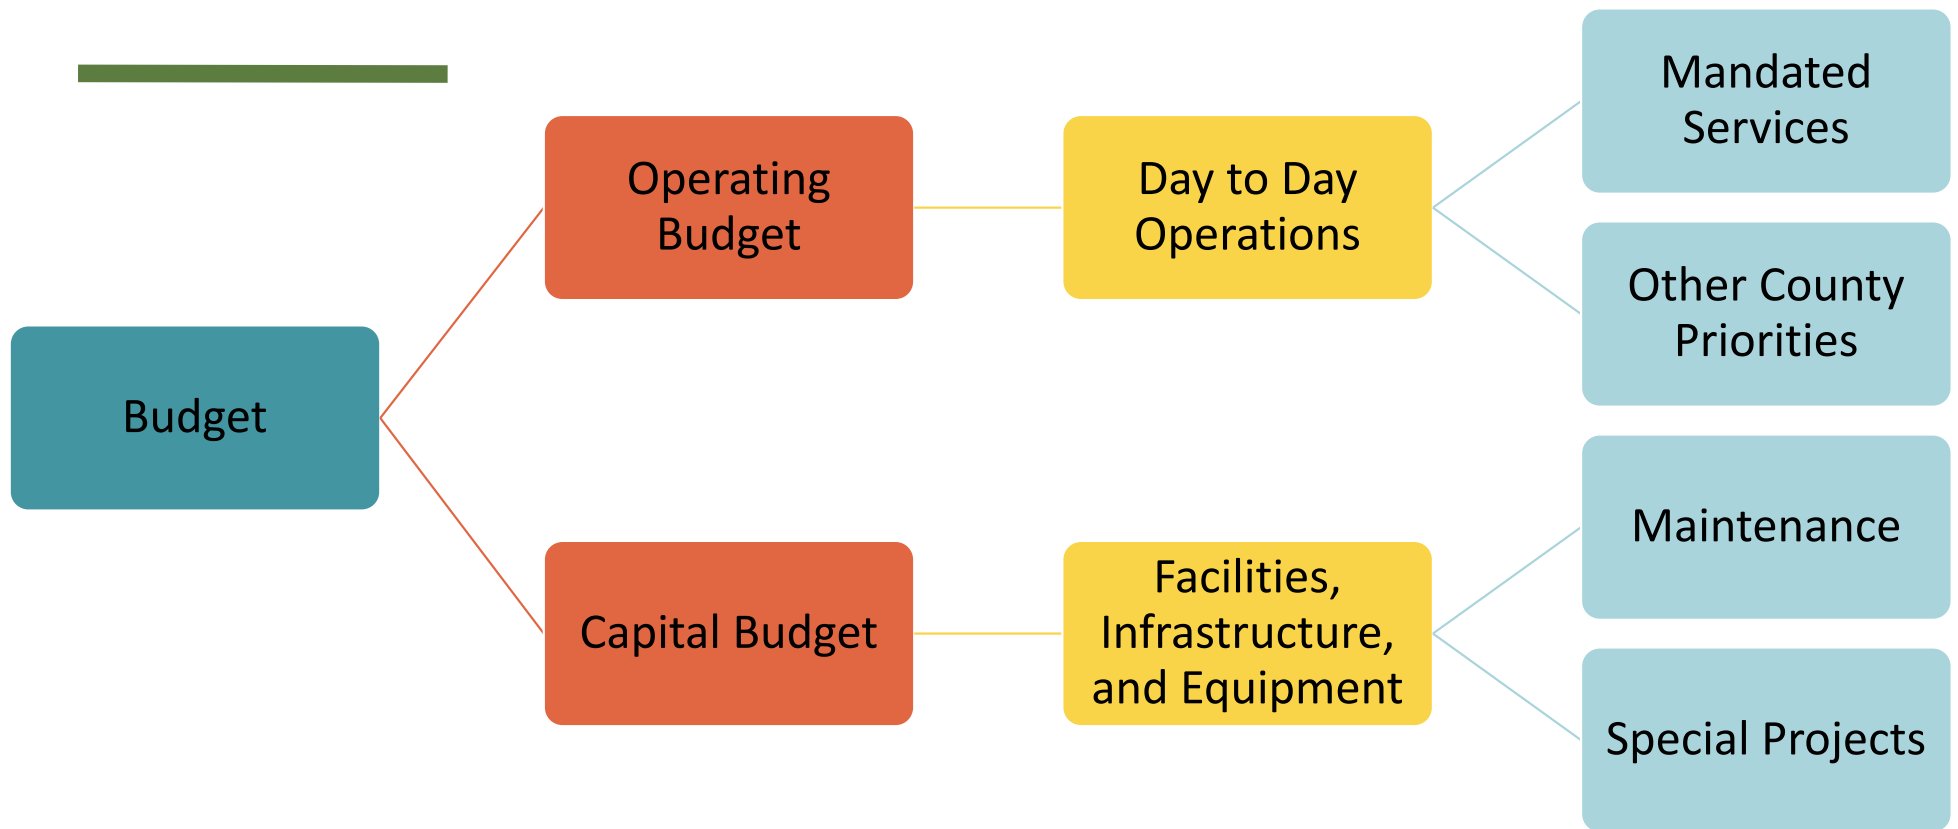 Budget
Operating
Budget
Day to Day
Operations
Mandated
Services
Other County
Priorities
Capital Budget
Facilities,
Infrastructure,
and Equipment
Maintenance
Special Projects